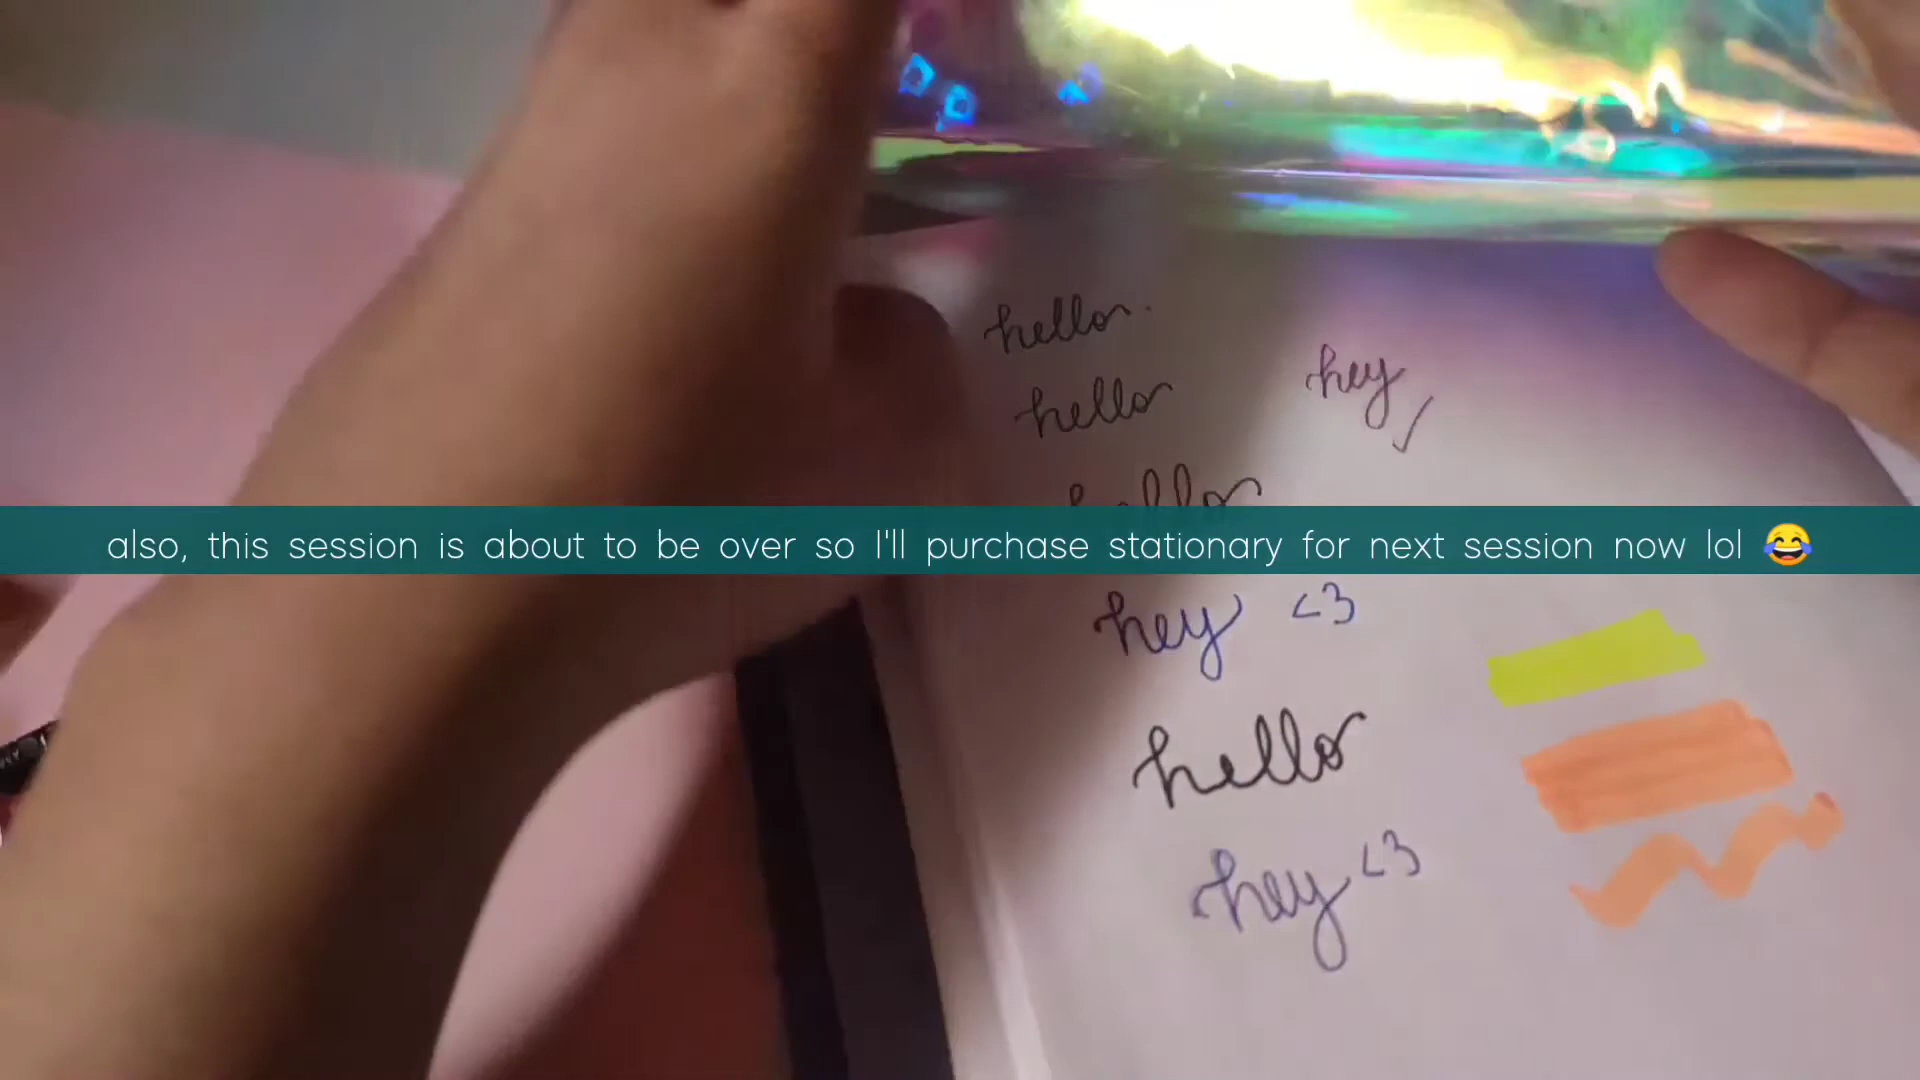 hello.
hello
hey ✓
hello
also, this session is about to be over so I'll purchase stationary for next session now lol 😂
hey <3
hello
hey <3